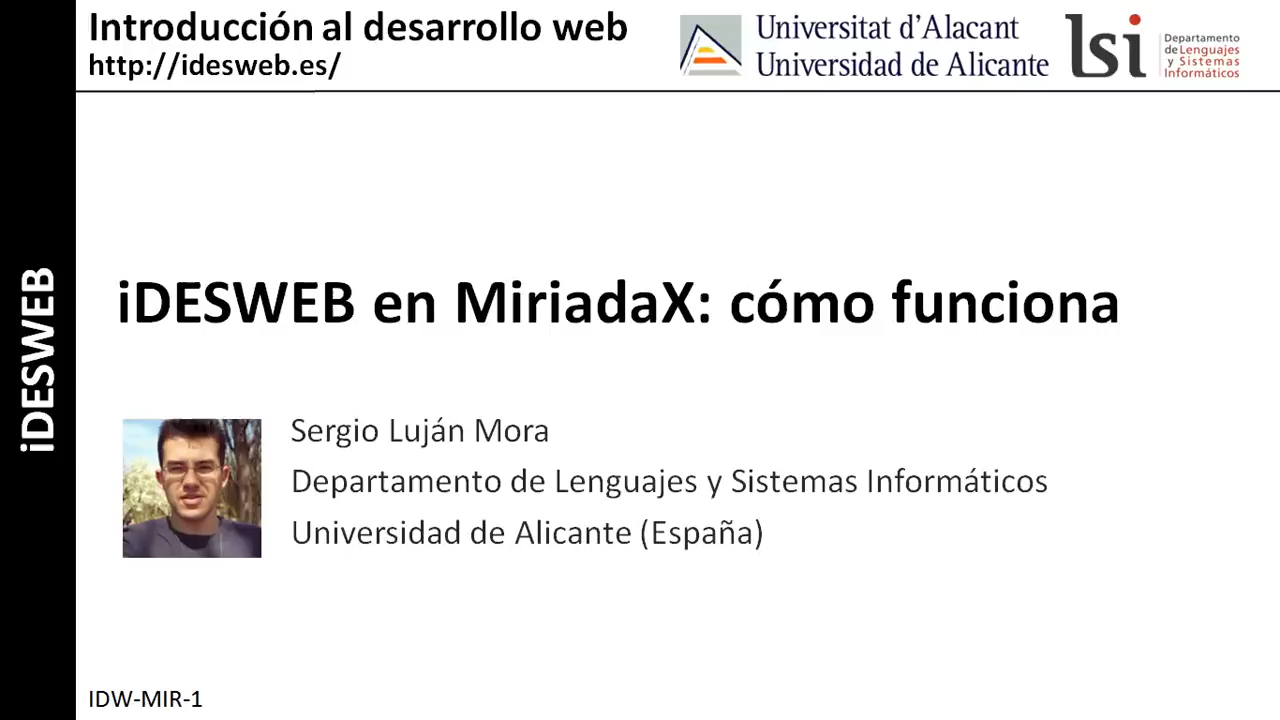 Introducción al desarrollo web
http://idesweb.es/
Universitat d'Alacant
Universidad de Alicante
lsi
Departamento
de Lenguajes
y Sistemas
Informáticos
iDESWEB
iDESWEB en MiriadaX: cómo funciona
Sergio Luján Mora
Departamento de Lenguajes y Sistemas Informáticos
Universidad de Alicante (España)
IDW-MIR-1